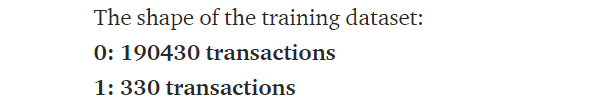 The shape of the training dataset:
0: 190430 transactions
1: 330 transactions